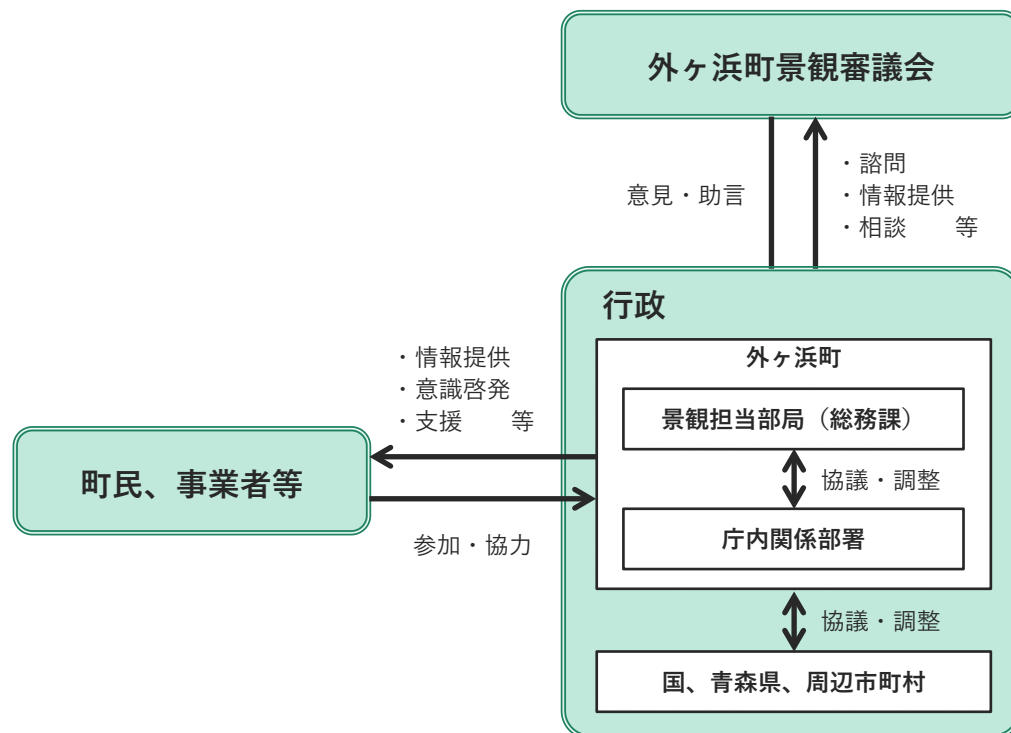 外ヶ浜町景観審議会
意見・助言
・諮問
・情報提供
・相談　　等
行政
外ヶ浜町
景観担当部局（総務課）
協議・調整
庁内関係部署
協議・調整
国、青森県、周辺市町村
・情報提供
・意識啓発
・支援　　等
町民、事業者等
参加・協力